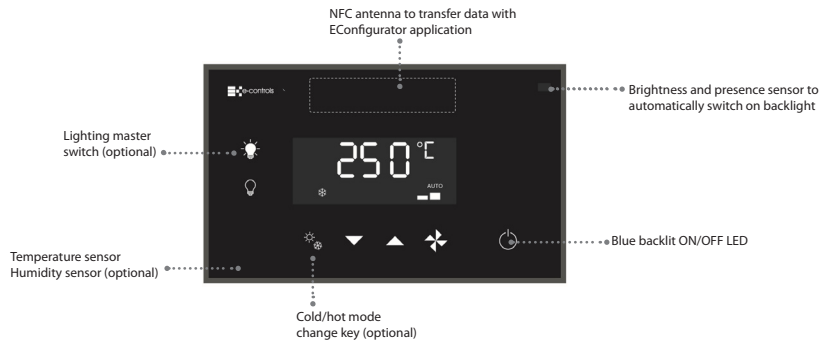 NFC antenna to transfer data with
EConfigurator application
e-controls
Brightness and presence sensor to
automatically switch on backlight
Lighting master
switch (optional)
250 °C
AUTO
Blue backlit ON/OFF LED
Temperature sensor
Humidity sensor (optional)
Cold/hot mode
change key (optional)